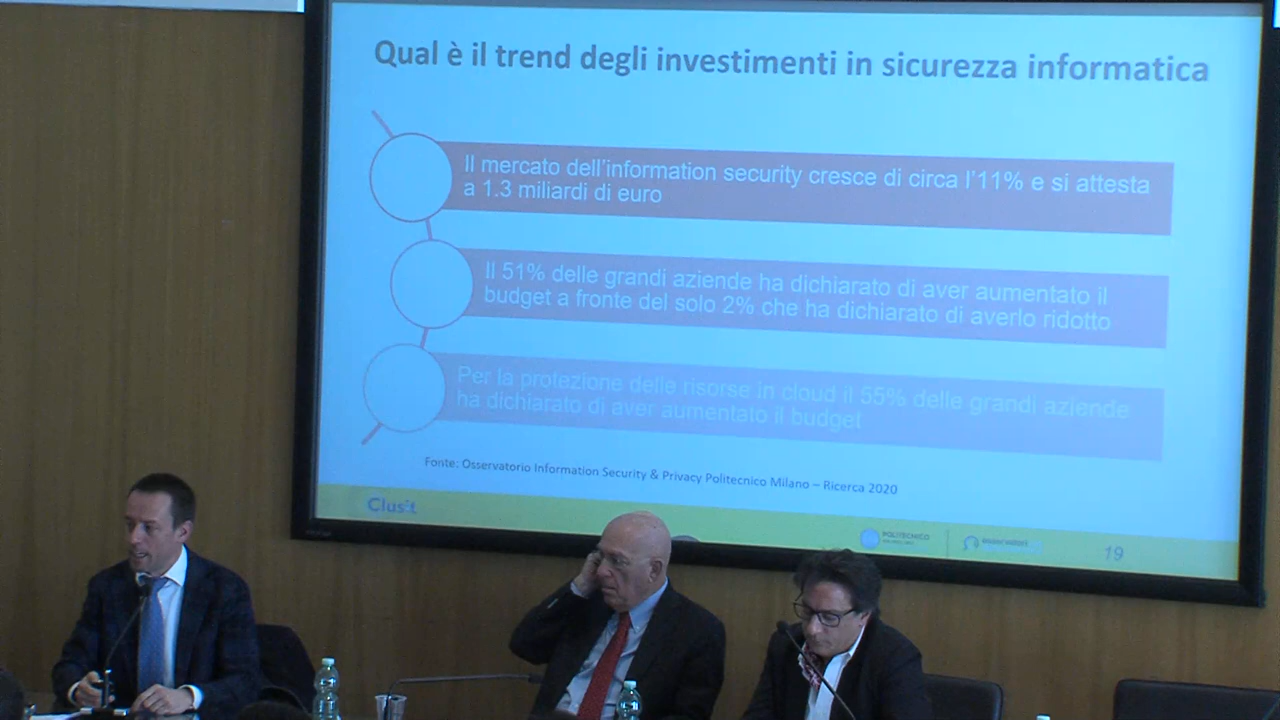 Qual è il trend degli investimenti in sicurezza informatica
Il mercato dell'information security cresce di circa l'11% e si attesta
a 1.3 miliardi di euro
Il 51% delle grandi aziende ha dichiarato di aver aumentato il
budget a fronte del solo 2% che ha dichiarato di averlo ridotto
Per la protezione delle risorse in cloud il 55% delle grandi aziende
ha dichiarato di aver aumentato il budget
Fonte: Osservatorio Information Security & Privacy Politecnico Milano – Ricerca 2020
Clusit
POLITECNICO
19